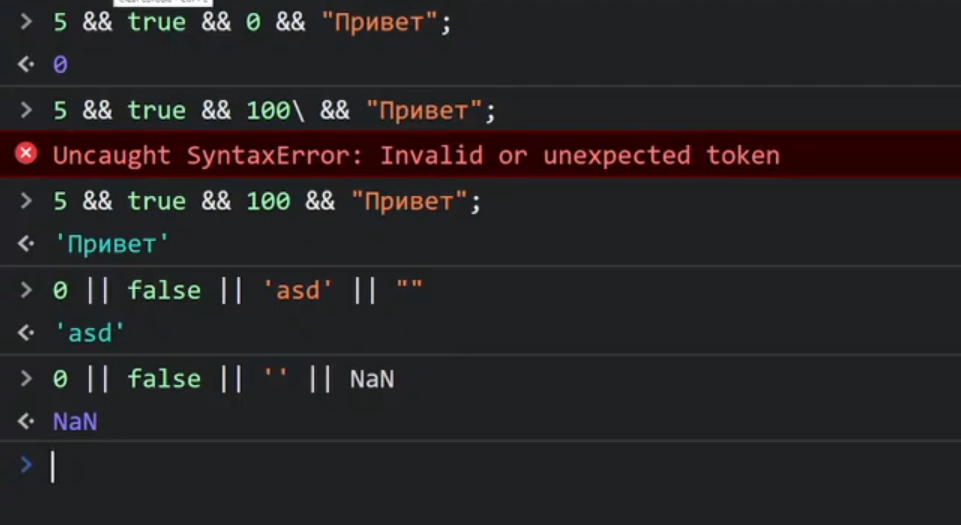 > 5 && true && 0 && "Привет";
<· 0
> 5 && true && 100\ && "Привет";
Uncaught SyntaxError: Invalid or unexpected token
> 5 && true && 100 && "Привет";
<· 'Привет'
> 0 || false || 'asd' || ""
<· 'asd'
> 0 || false || '' || NaN
<· NaN
>